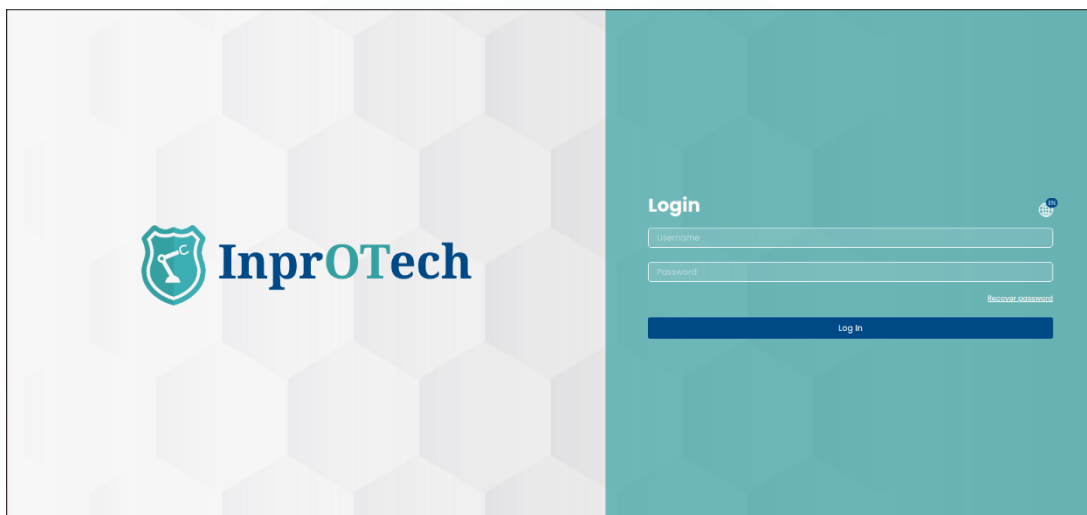 InprOTech
Login
EN
Username
Password
Recover password
Log In